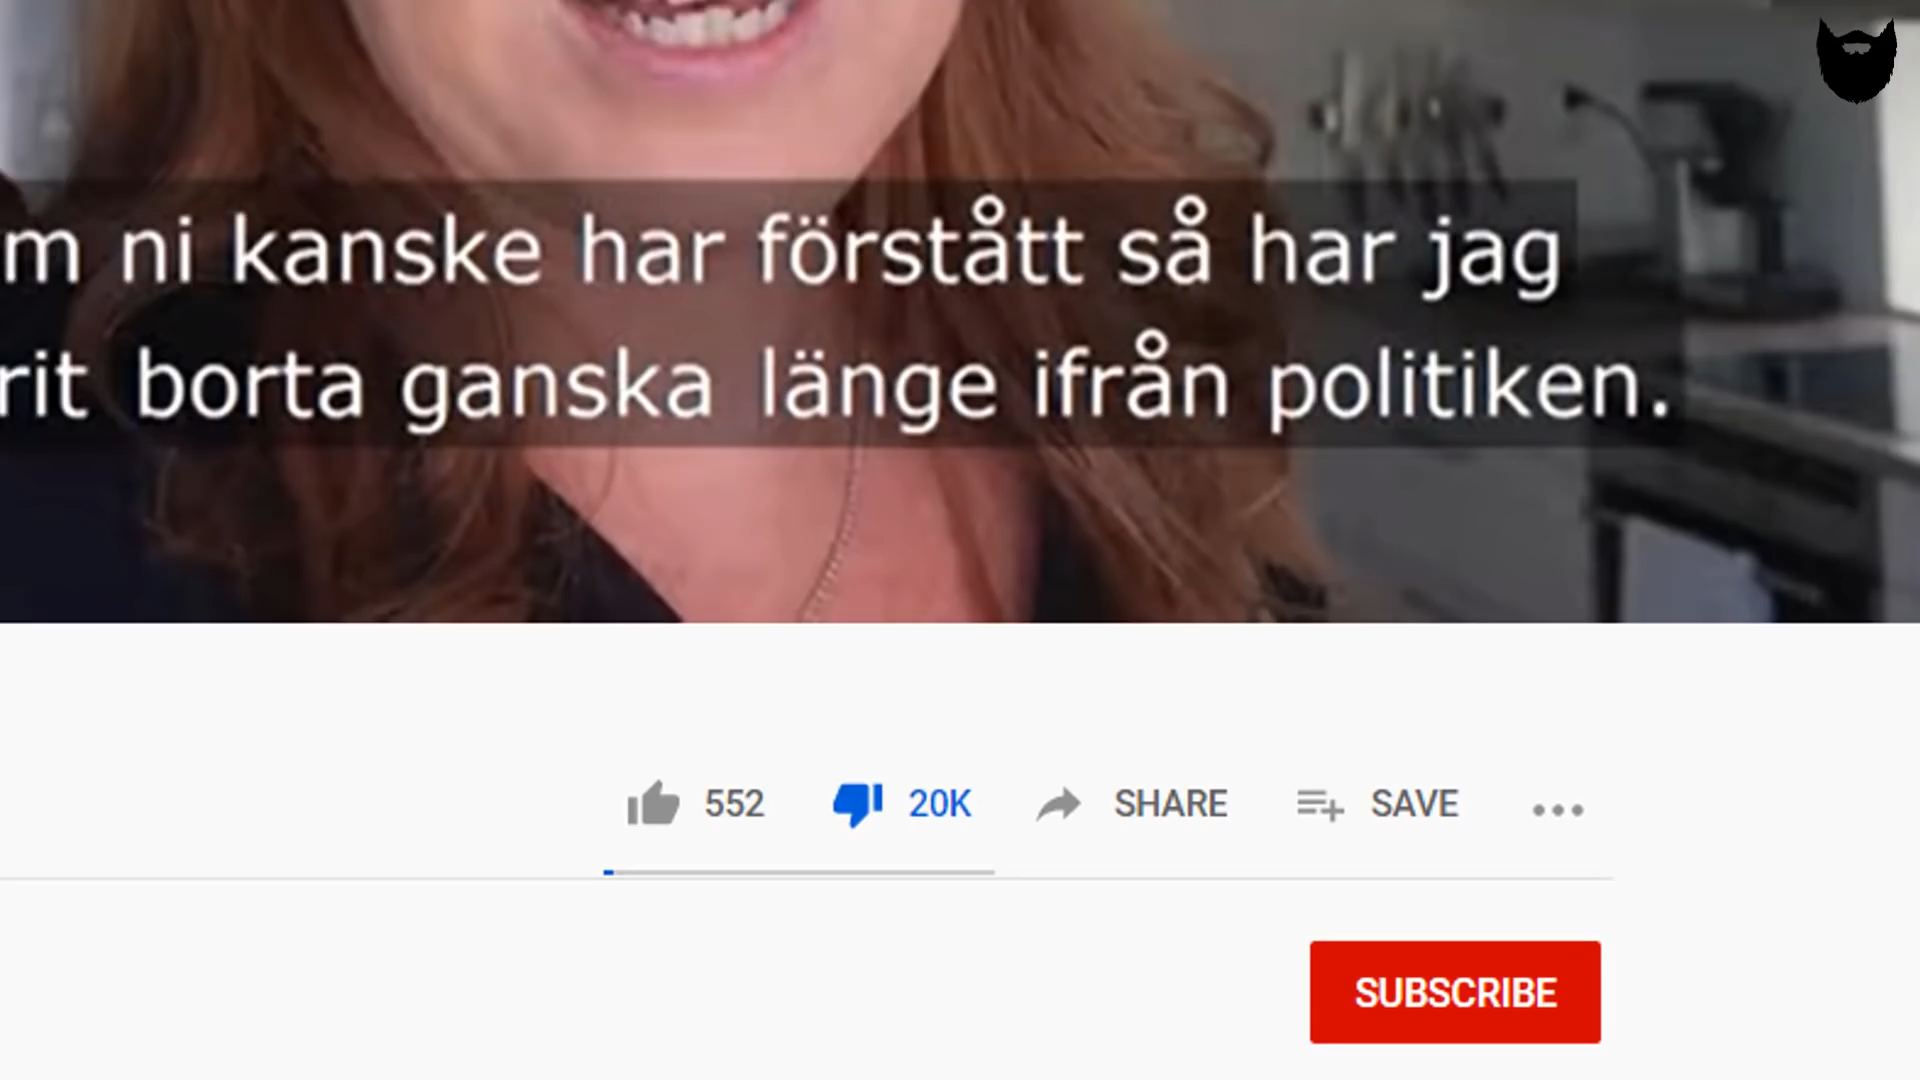 m ni kanske har förstått så har jag
rit borta ganska länge ifrån politiken.
552 20K SHARE SAVE
SUBSCRIBE